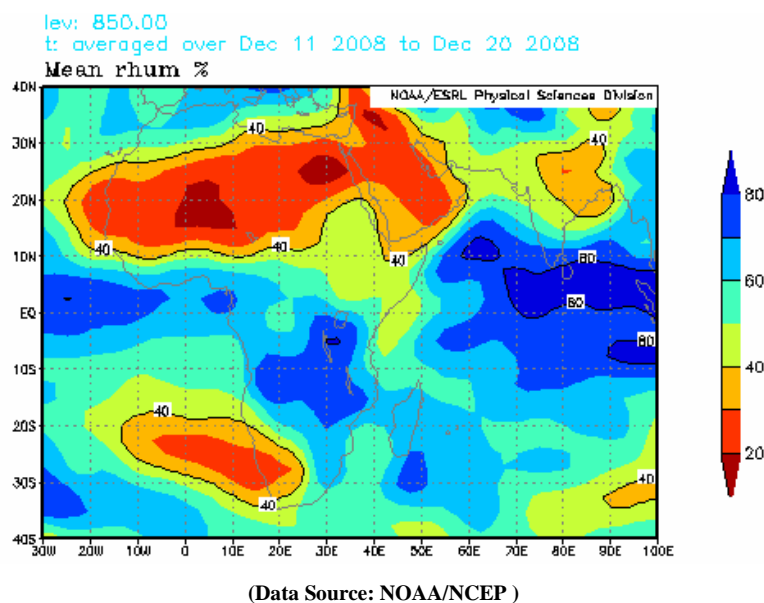 lev: 850.00
t: averaged over Dec 11 2008 to Dec 20 2008
Mean rhum %
NOAA/ESRL Physical Sciences Division
40N
30N
20N
10N
EQ
10S
20S
30S
40S
30W 20W 10W 0 10E 20E 30E 40E 50E 60E 70E 80E 90E 100E
40
40
40
40
40
80
80
80
40
40
40
80
60
40
20
(Data Source: NOAA/NCEP )